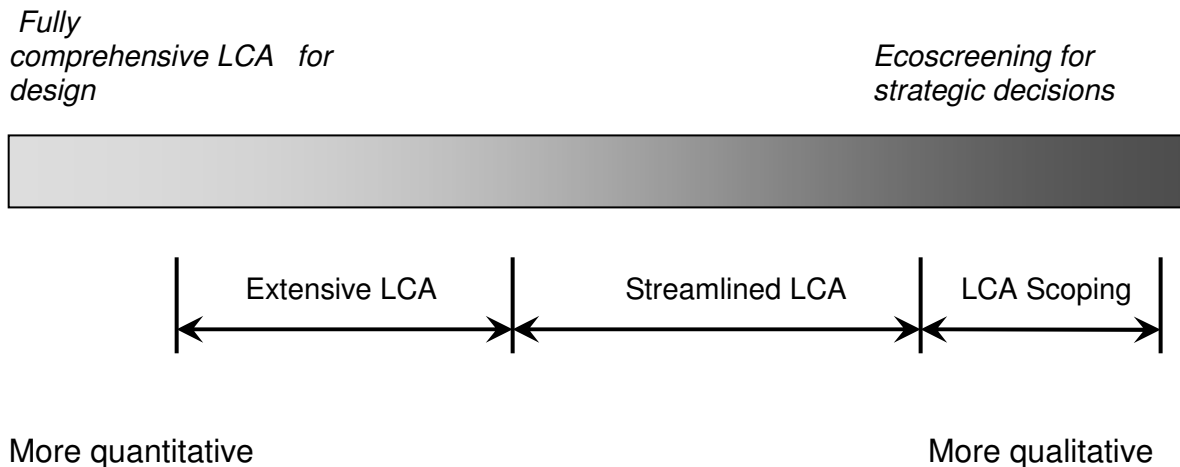 Fully
comprehensive LCA for
design
Ecoscreening for
strategic decisions
Extensive LCA
Streamlined LCA
LCA Scoping
More quantitative
More qualitative